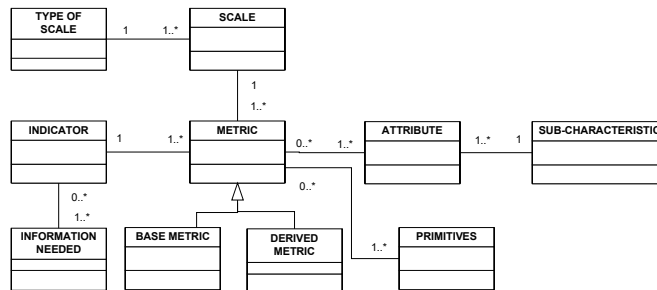 TYPE OF
SCALE
1
1..*
SCALE
1
1..*
INDICATOR
1
1..*
METRIC
0..*
1..*
ATTRIBUTE
1..*
1
SUB-CHARACTERISTIC
0..*
0..*
1..*
INFORMATION
NEEDED
BASE METRIC
DERIVED
METRIC
1..*
PRIMITIVES